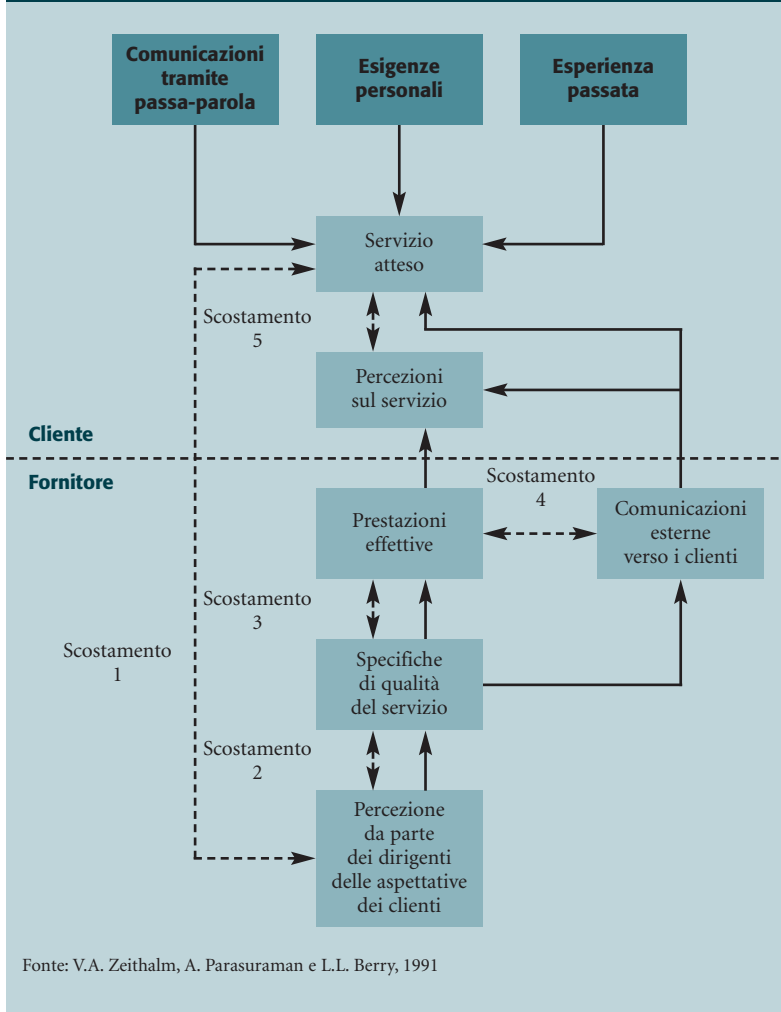 Comunicazioni
tramite
passa-parola
Esigenze
personali
Esperienza
passata
Servizio
atteso
Scostamento
5
Percezioni
sul servizio
Cliente
Fornitore
Scostamento
4
Prestazioni
effettive
Comunicazioni
esterne
verso i clienti
Scostamento
3
Scostamento
1
Specifiche
di qualità
del servizio
Scostamento
2
Percezione
da parte
dei dirigenti
delle aspettative
dei clienti
Fonte: V.A. Zeithalm, A. Parasuraman e L.L. Berry, 1991